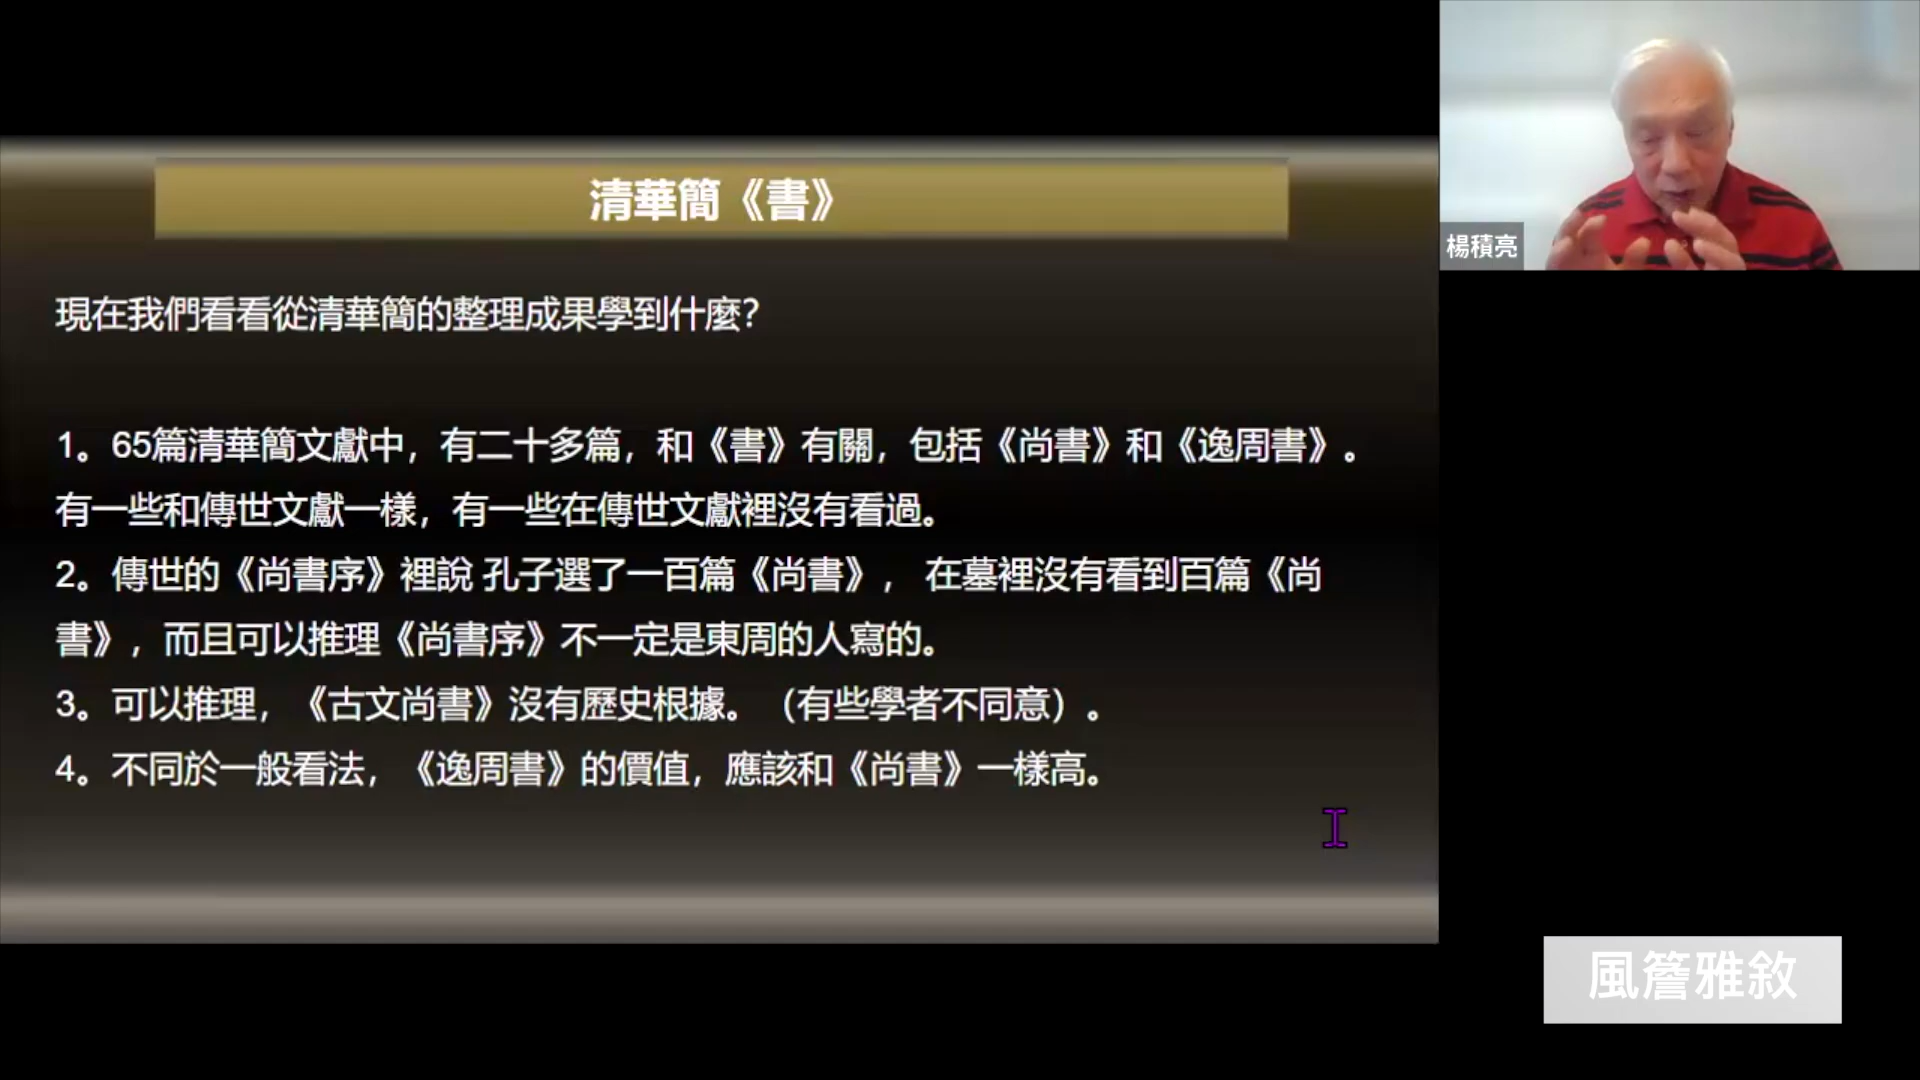 清華簡《書》
現在我們看看從清華簡的整理成果學到什麼?
1。65篇清華簡文獻中，有二十多篇，和《書》有關，包括《尚書》和《逸周書》。
有一些和傳世文獻一樣，有一些在傳世文獻裡沒有看過。
2。傳世的《尚書序》裡說 孔子選了一百篇《尚書》， 在墓裡沒有看到百篇《尚
書》，而且可以推理《尚書序》不一定是東周的人寫的。
3。可以推理，《古文尚書》沒有歷史根據。（有些學者不同意）。
4。不同於一般看法，《逸周書》的價值，應該和《尚書》一樣高。
楊積亮
風簷雅敘